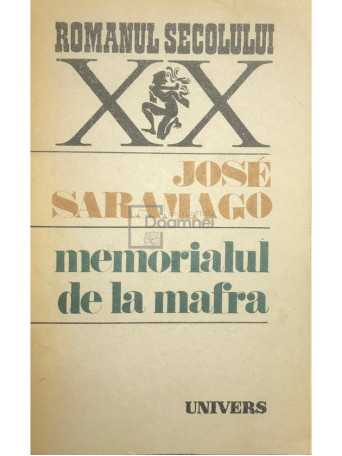 ROMANUL SECOLULUI
XX
JOSÉ
SARAMAGO
memorialul
de la mafra
UNIVERS